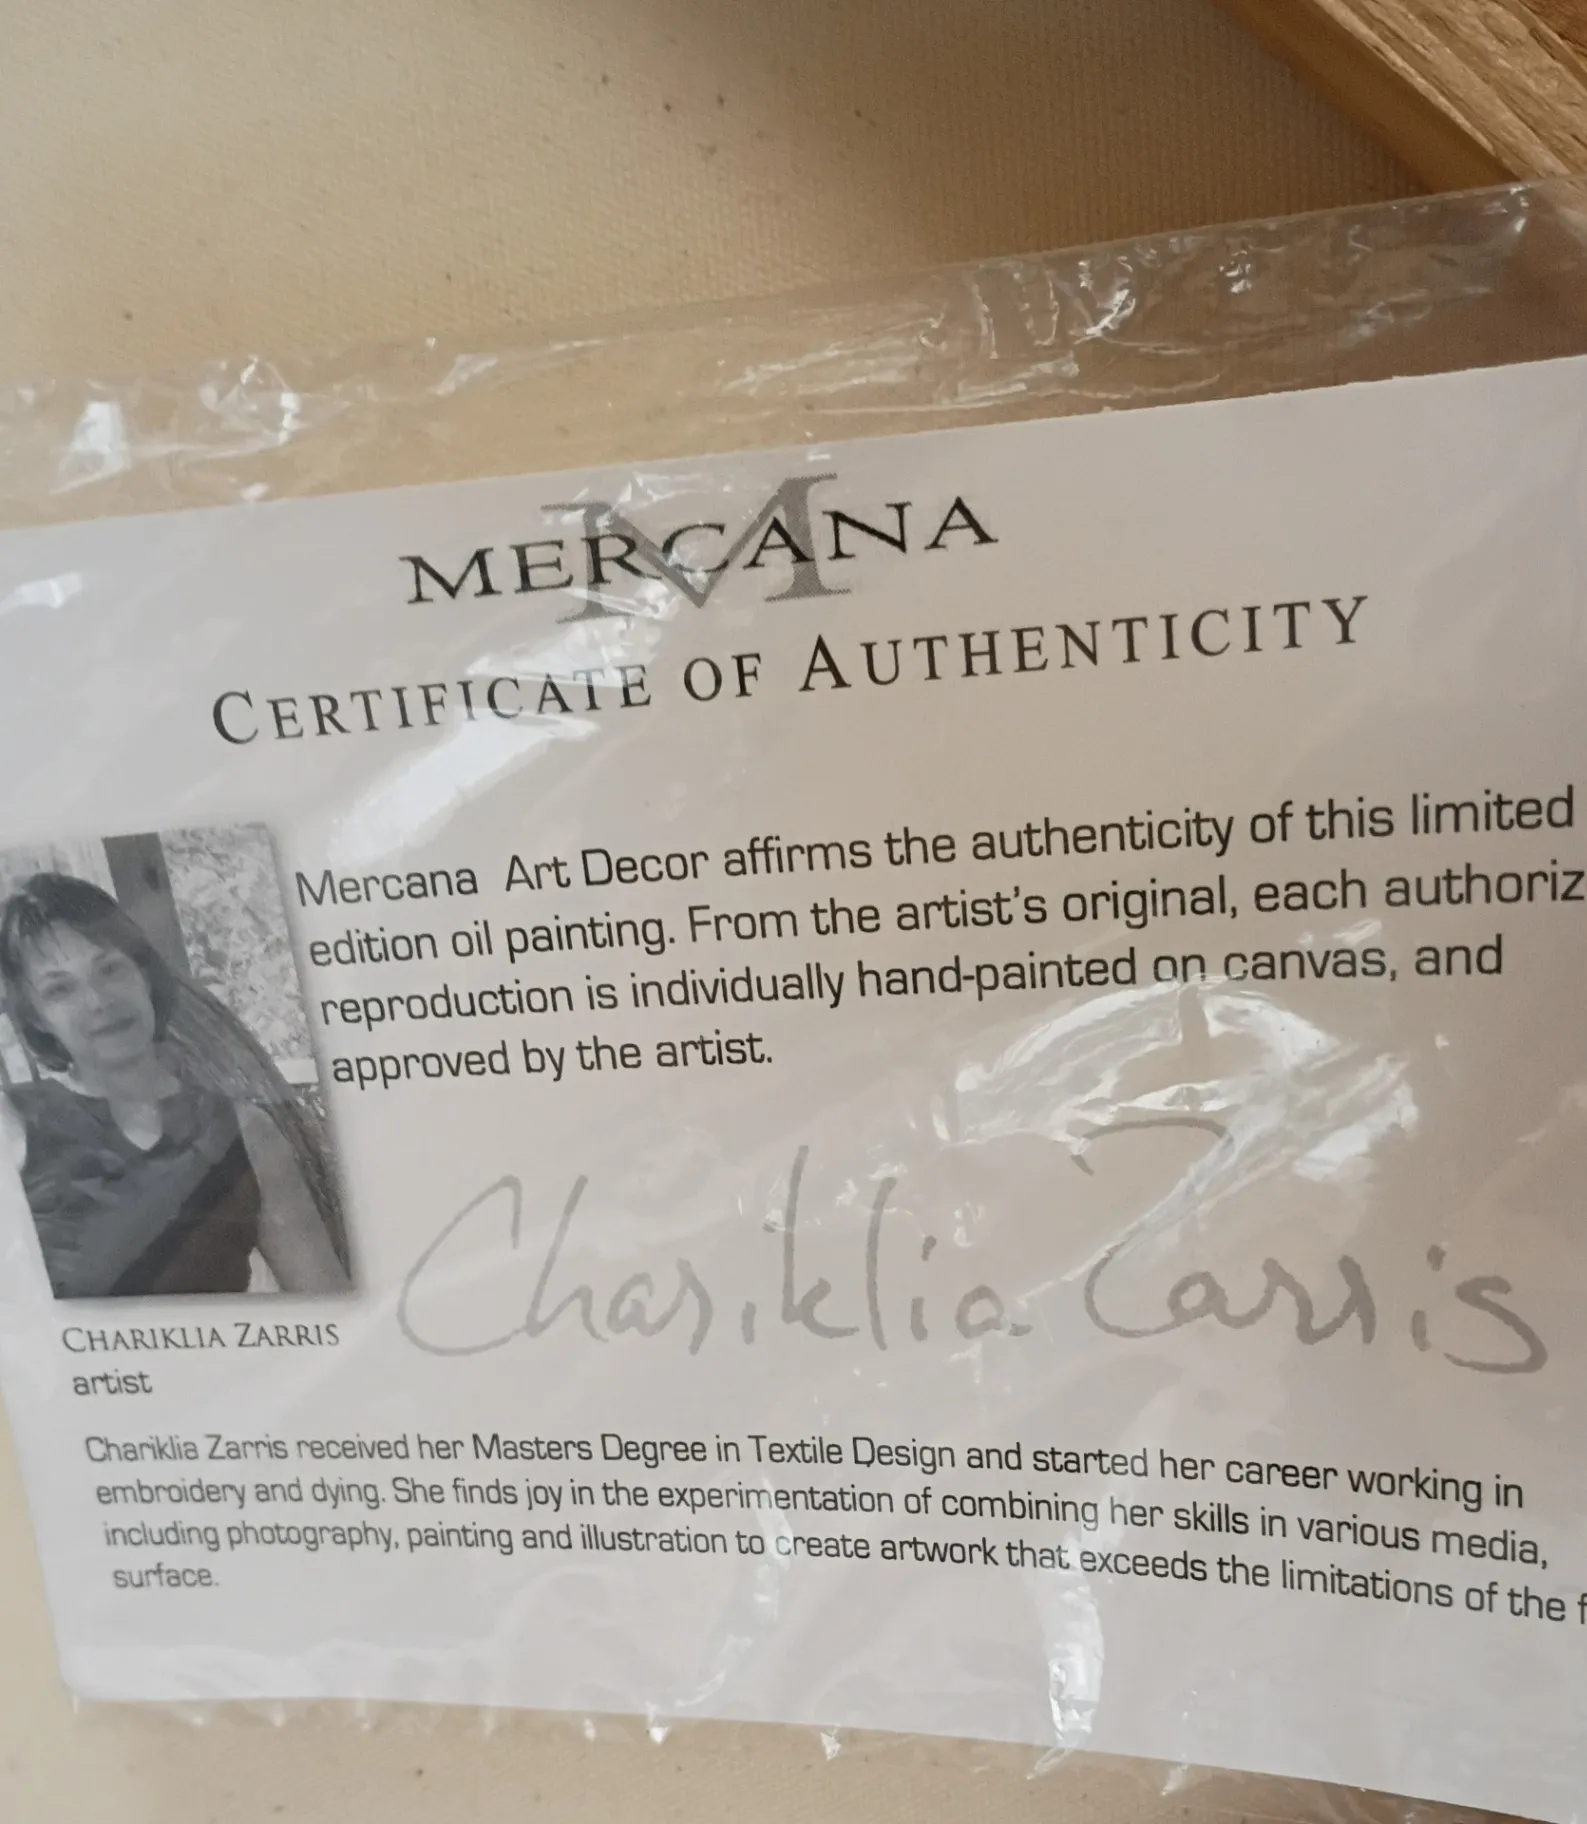 MERCANA
CERTIFICATE OF AUTHENTICITY
Mercana Art Decor affirms the authenticity of this limited
edition oil painting. From the artist's original, each authoriz
reproduction is individually hand-painted on canvas, and
approved by the artist.
Chariklia Zarris
CHARIKLIA ZARRIS
artist
Chariklia Zarris received her Masters Degree in Textile Design and started her career working in
embroidery and dying. She finds joy in the experimentation of combining her skills in various media,
including photography, painting and illustration to create artwork that exceeds the limitations of the f
surface.